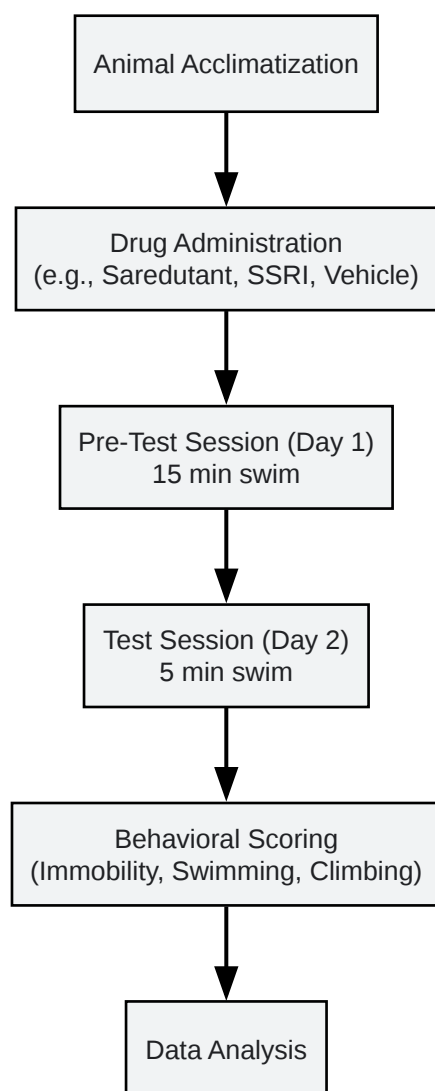 Animal Acclimatization
Drug Administration
(e.g., Saredutant, SSRI, Vehicle)
Pre-Test Session (Day 1)
15 min swim
Test Session (Day 2)
5 min swim
Behavioral Scoring
(Immobility, Swimming, Climbing)
Data Analysis